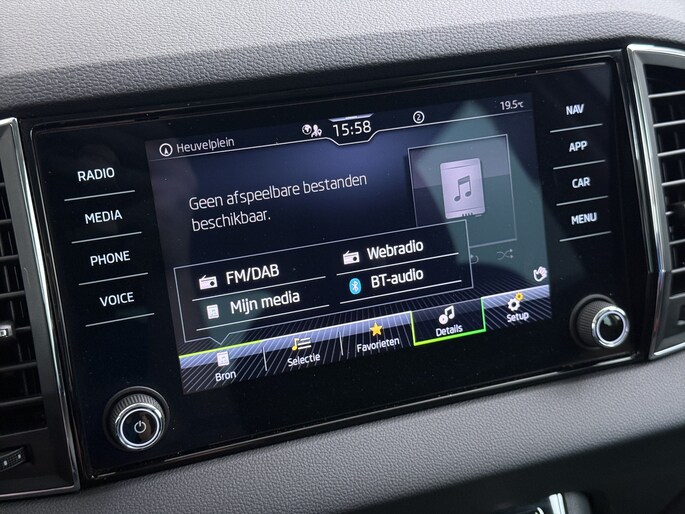 19.5°C
15:58
2
Heuvelplein
Geen afspeelbare bestanden
beschikbaar.
FM/DAB
Webradio
Mijn media
BT-audio
Bron
Selectie
Favorieten
Details
Setup
RADIO
MEDIA
PHONE
VOICE
NAV
APP
CAR
MENU